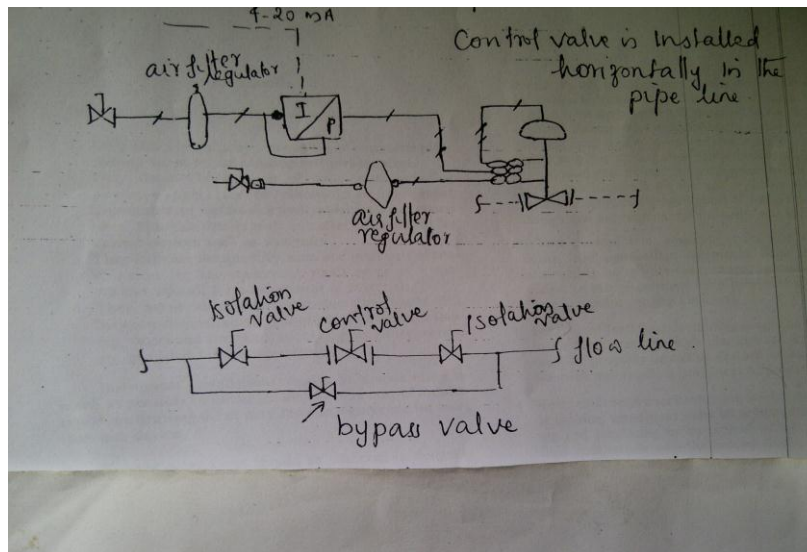 4-20 mA
Control valve is Installed
horizontally in the
pipe line
air filter
regulator
I
P
air filter
regulator
Isolation
valve
control
valve
Isolation
valve
flow line
bypass valve